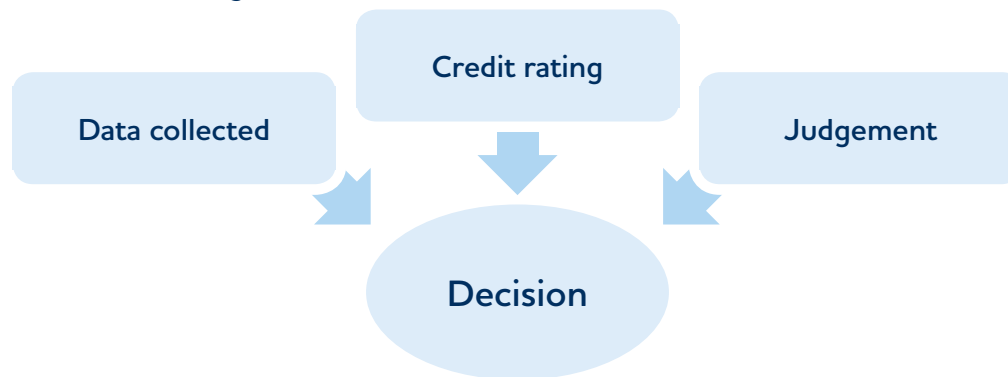 Credit rating
Data collected
Judgement
Decision